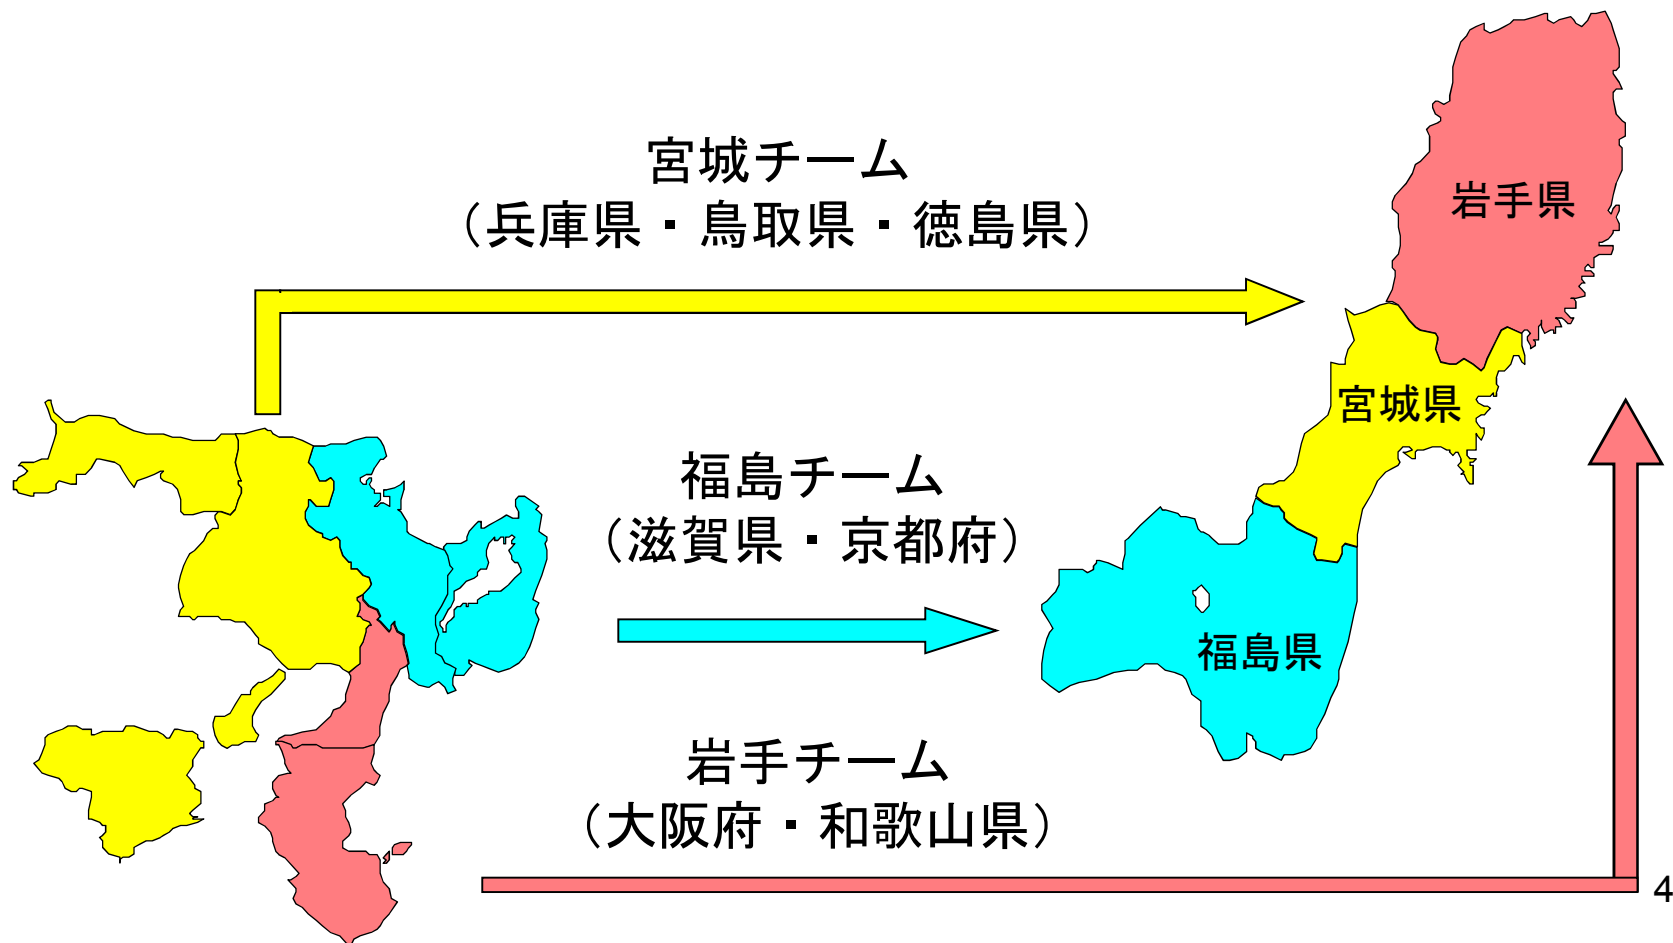 宮城チーム
（兵庫県・鳥取県・徳島県）
岩手県
宮城県
福島チーム
（滋賀県・京都府）
福島県
岩手チーム
（大阪府・和歌山県）
4